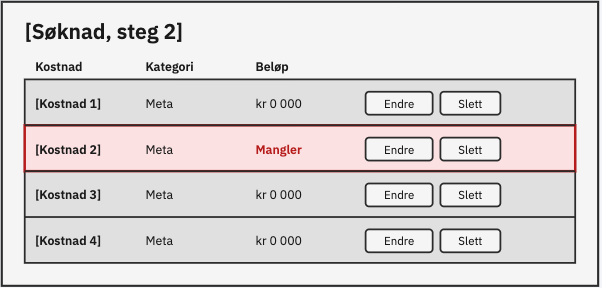 [Søknad, steg 2]
Kostnad Kategori Beløp
[Kostnad 1] Meta kr 0 000 Endre Slett
[Kostnad 2] Meta Mangler Endre Slett
[Kostnad 3] Meta kr 0 000 Endre Slett
[Kostnad 4] Meta kr 0 000 Endre Slett